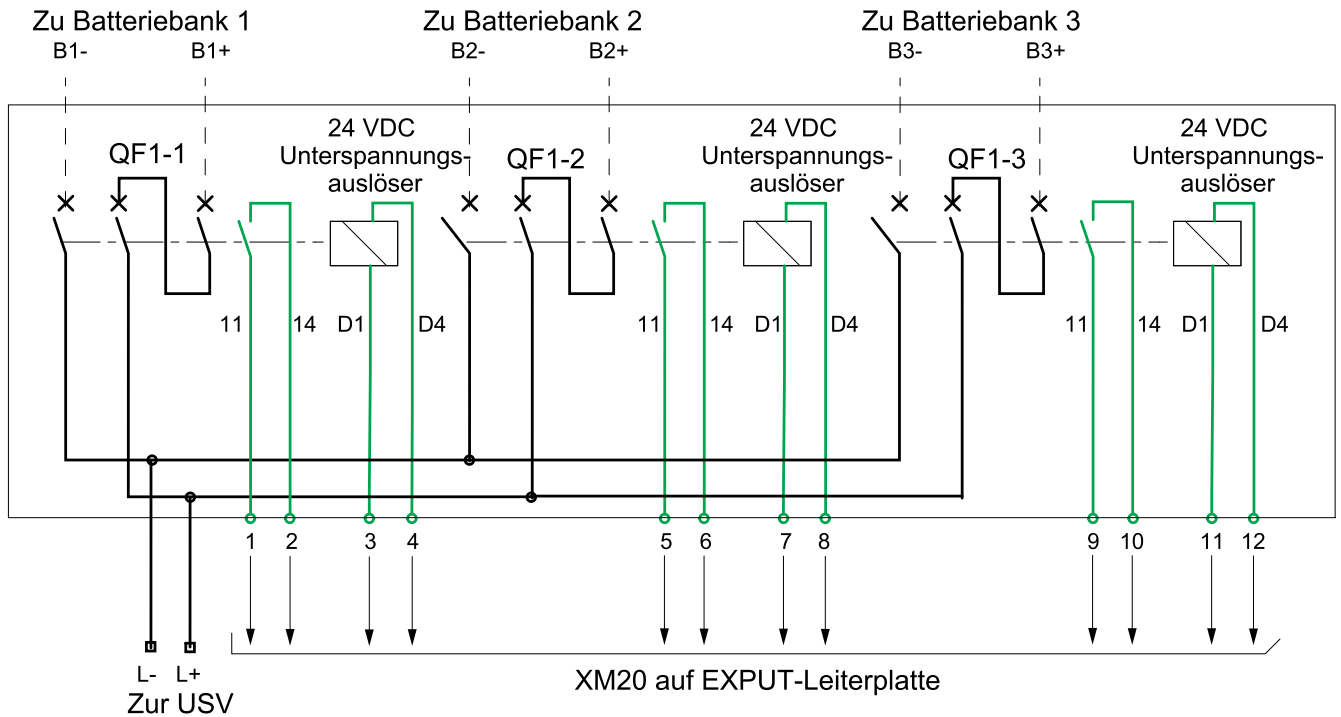 Zu Batteriebank 1
Zu Batteriebank 2
Zu Batteriebank 3
B1-
B1+
B2-
B2+
B3-
B3+
QF1-1
24 VDC
Unterspannungs-
auslöser
QF1-2
24 VDC
Unterspannungs-
auslöser
QF1-3
24 VDC
Unterspannungs-
auslöser
11
14
D1
D4
11
14
D1
D4
11
14
D1
D4
1
2
3
4
5
6
7
8
9
10
11
12
L-
L+
Zur USV
XM20 auf EXPUT-Leiterplatte